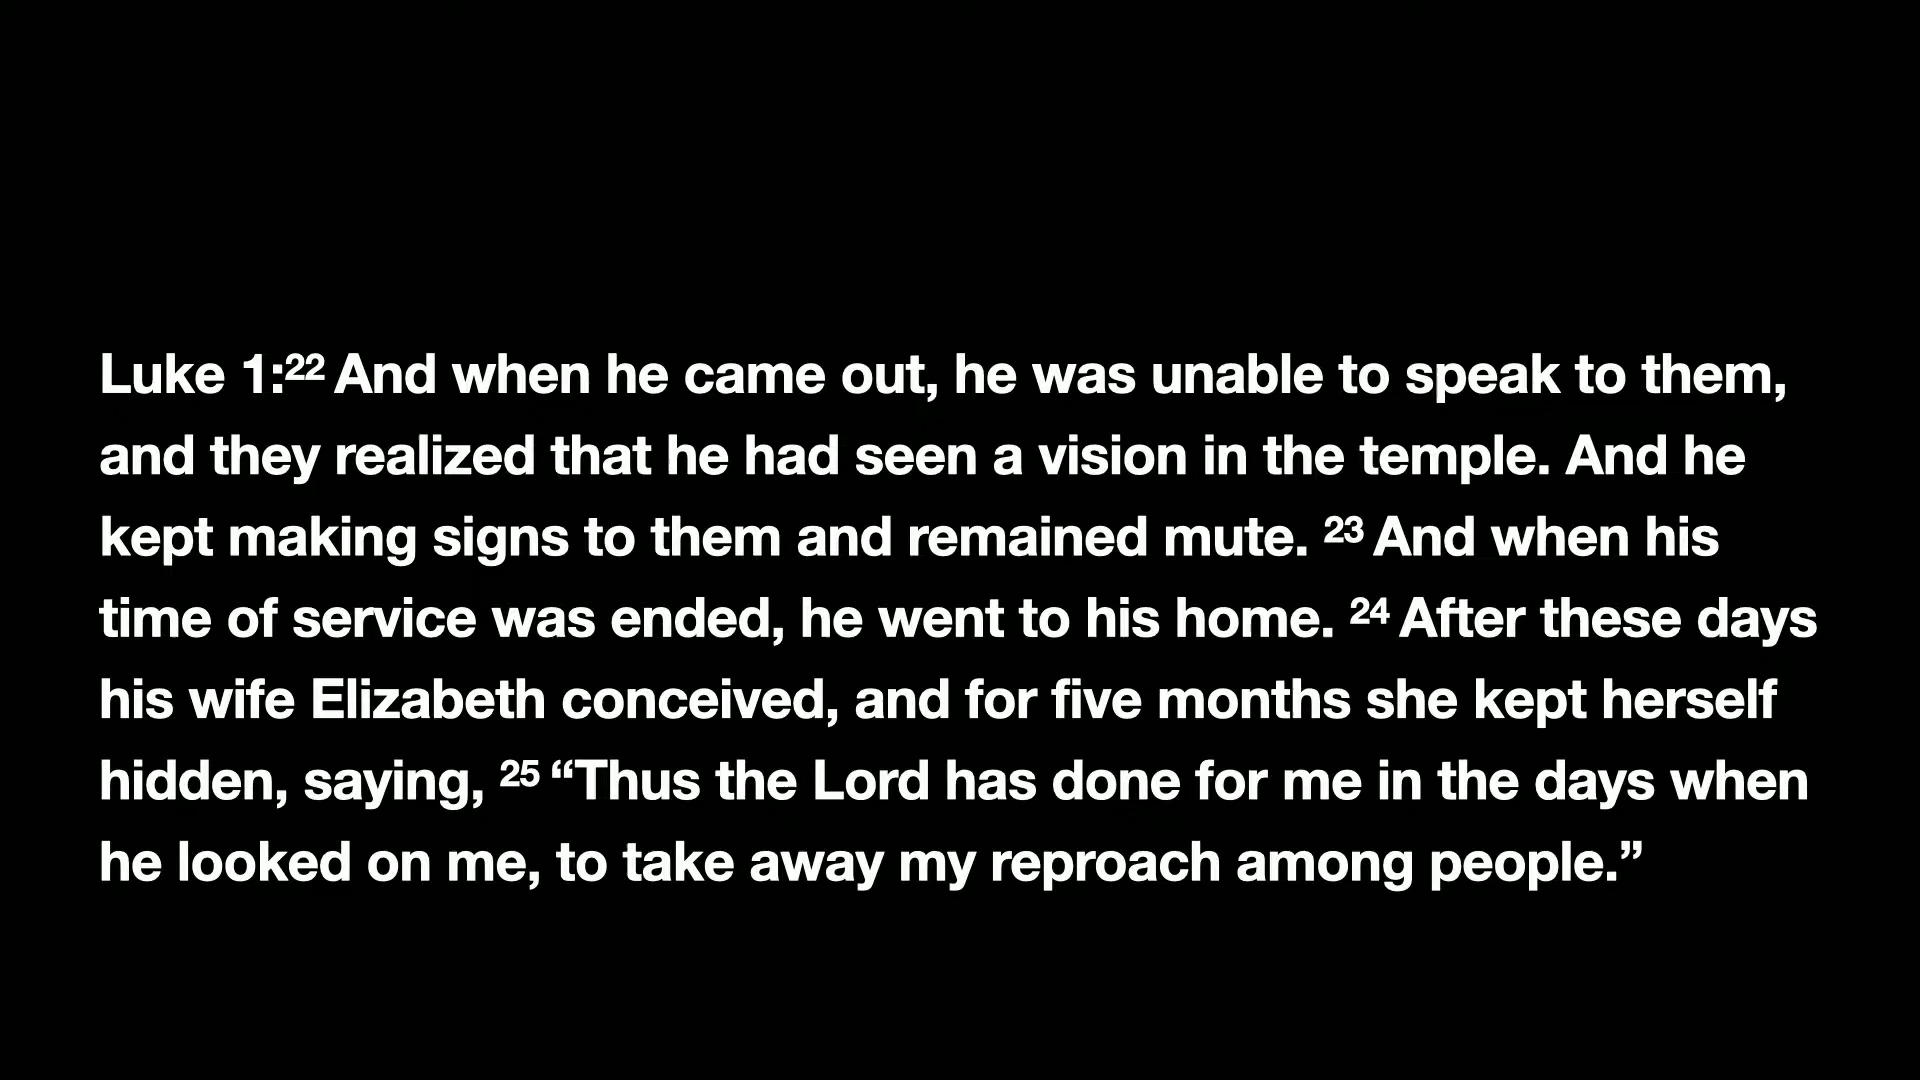 Luke 1:²² And when he came out, he was unable to speak to them,
and they realized that he had seen a vision in the temple. And he
kept making signs to them and remained mute. ²³ And when his
time of service was ended, he went to his home. ²⁴ After these days
his wife Elizabeth conceived, and for five months she kept herself
hidden, saying, ²⁵ “Thus the Lord has done for me in the days when
he looked on me, to take away my reproach among people.”